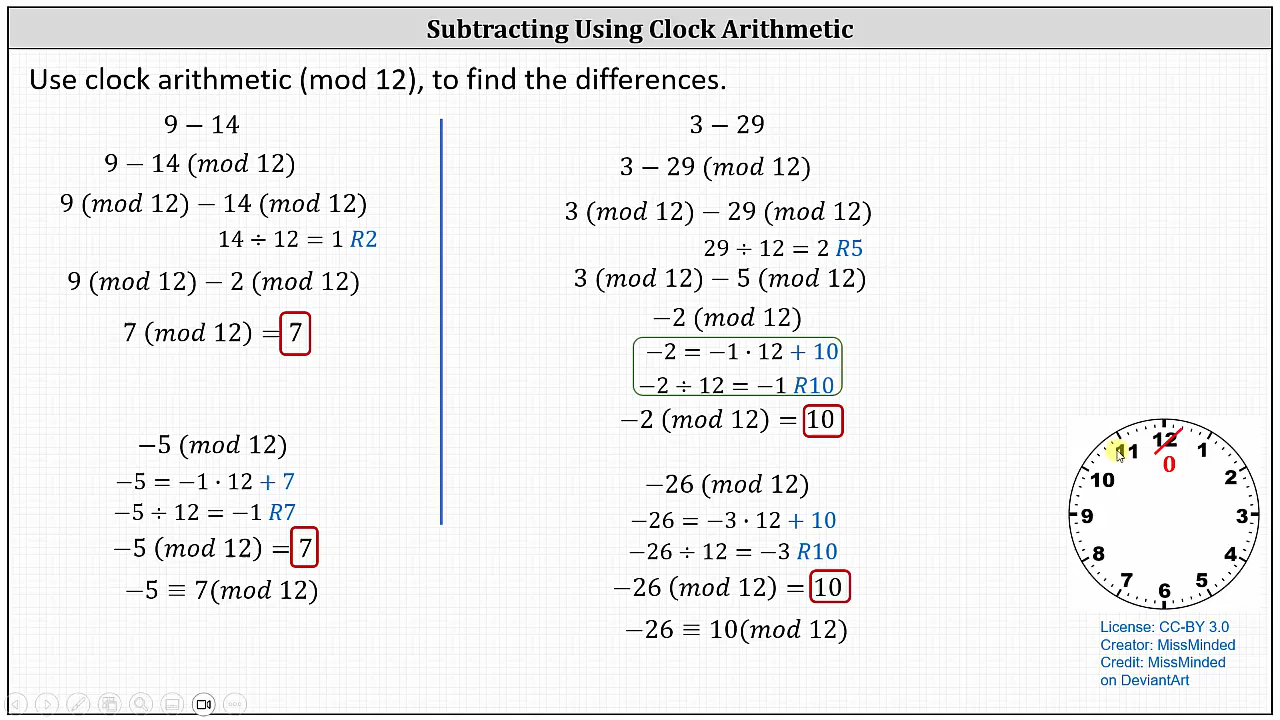 Subtracting Using Clock Arithmetic
Use clock arithmetic (mod 12), to find the differences.
9 − 14
9 − 14 (mod 12)
9 (mod 12) − 14 (mod 12)
14 ÷ 12 = 1 R2
9 (mod 12) − 2 (mod 12)
7 (mod 12) = 7
−5 (mod 12)
−5 = −1 · 12 + 7
−5 ÷ 12 = −1 R7
−5 (mod 12) = 7
−5 ≡ 7(mod 12)
3 − 29
3 − 29 (mod 12)
3 (mod 12) − 29 (mod 12)
29 ÷ 12 = 2 R5
3 (mod 12) − 5 (mod 12)
−2 (mod 12)
−2 = −1 · 12 + 10
−2 ÷ 12 = −1 R10
−2 (mod 12) = 10
−26 (mod 12)
−26 = −3 · 12 + 10
−26 ÷ 12 = −3 R10
−26 (mod 12) = 10
−26 ≡ 10(mod 12)
12
0
1
2
3
4
5
6
7
8
9
10
11
License: CC-BY 3.0
Creator: MissMinded
Credit: MissMinded
on DeviantArt